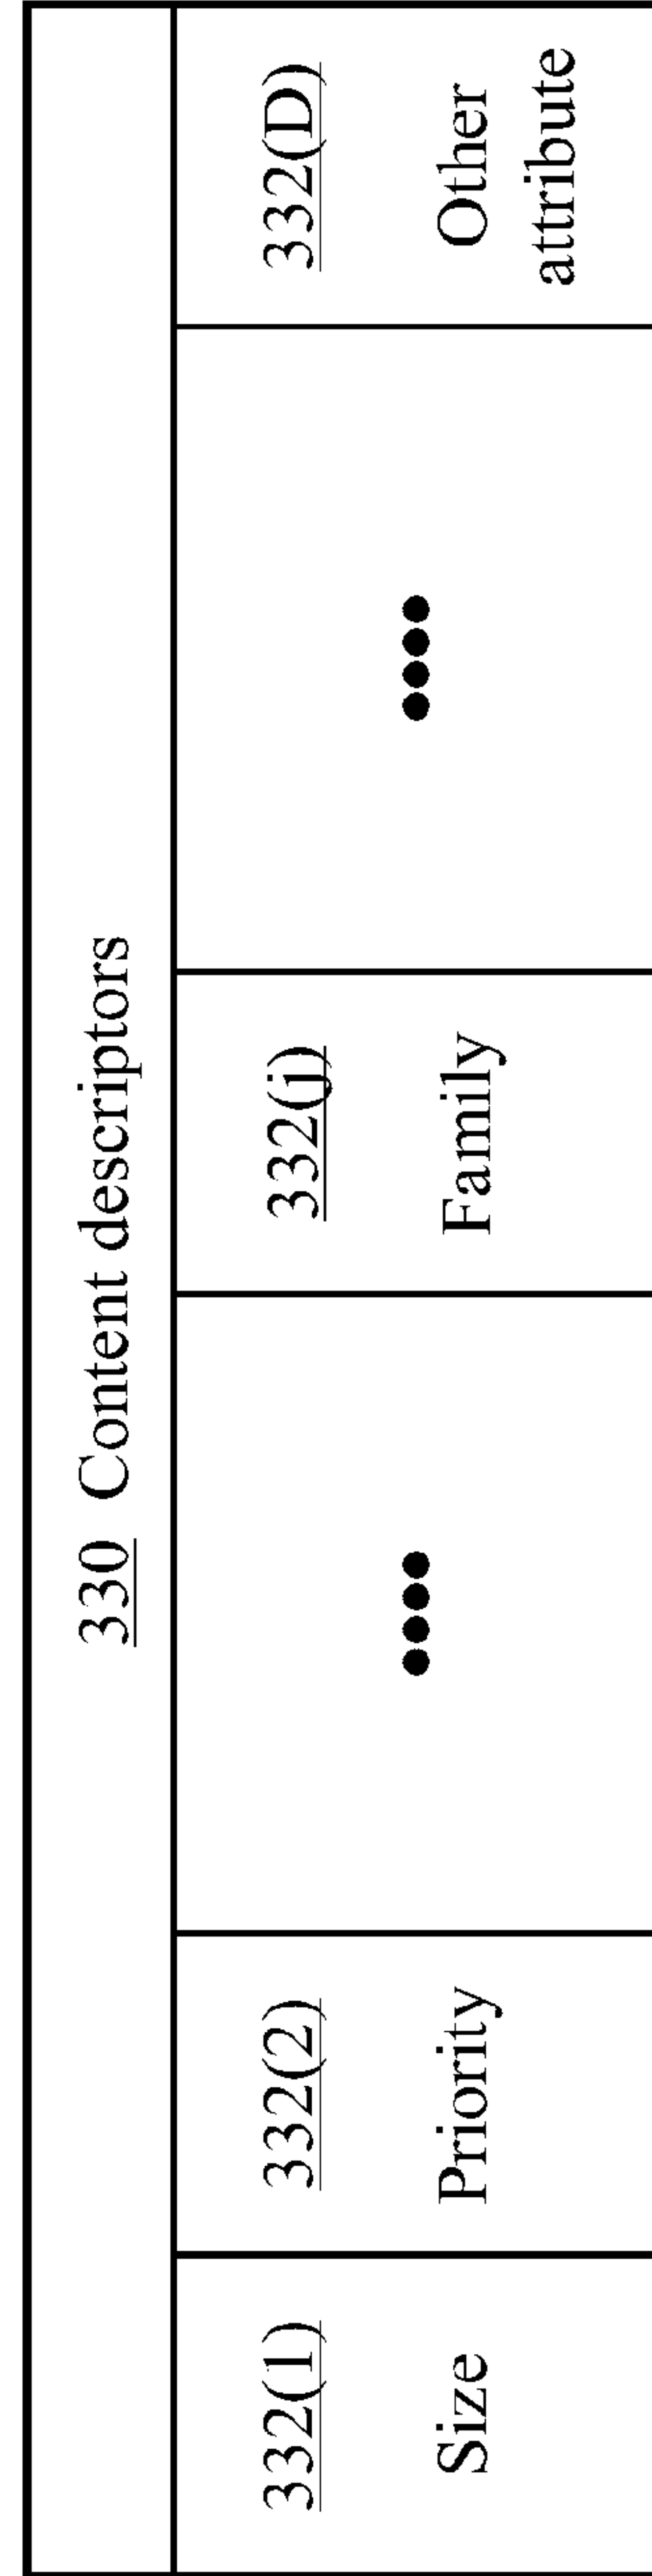 330 Content descriptors
332(1)
Size
332(2)
Priority
••••
332(j)
Family
••••
332(D)
Other
attribute